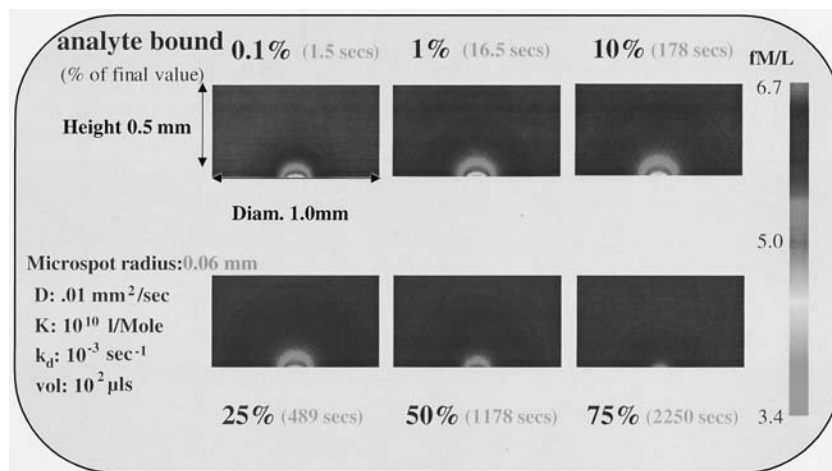 analyte bound 0.1% (1.5 secs) 1% (16.5 secs) 10% (178 secs) fM/L
(% of final value) 6.7
Height 0.5 mm
Diam. 1.0mm
5.0
Microspot radius:0.06 mm
D: .01 mm²/sec
K: 10¹⁰ l/Mole
k_d: 10⁻³ sec⁻¹
vol: 10² μls
25% (489 secs) 50% (1178 secs) 75% (2250 secs) 3.4